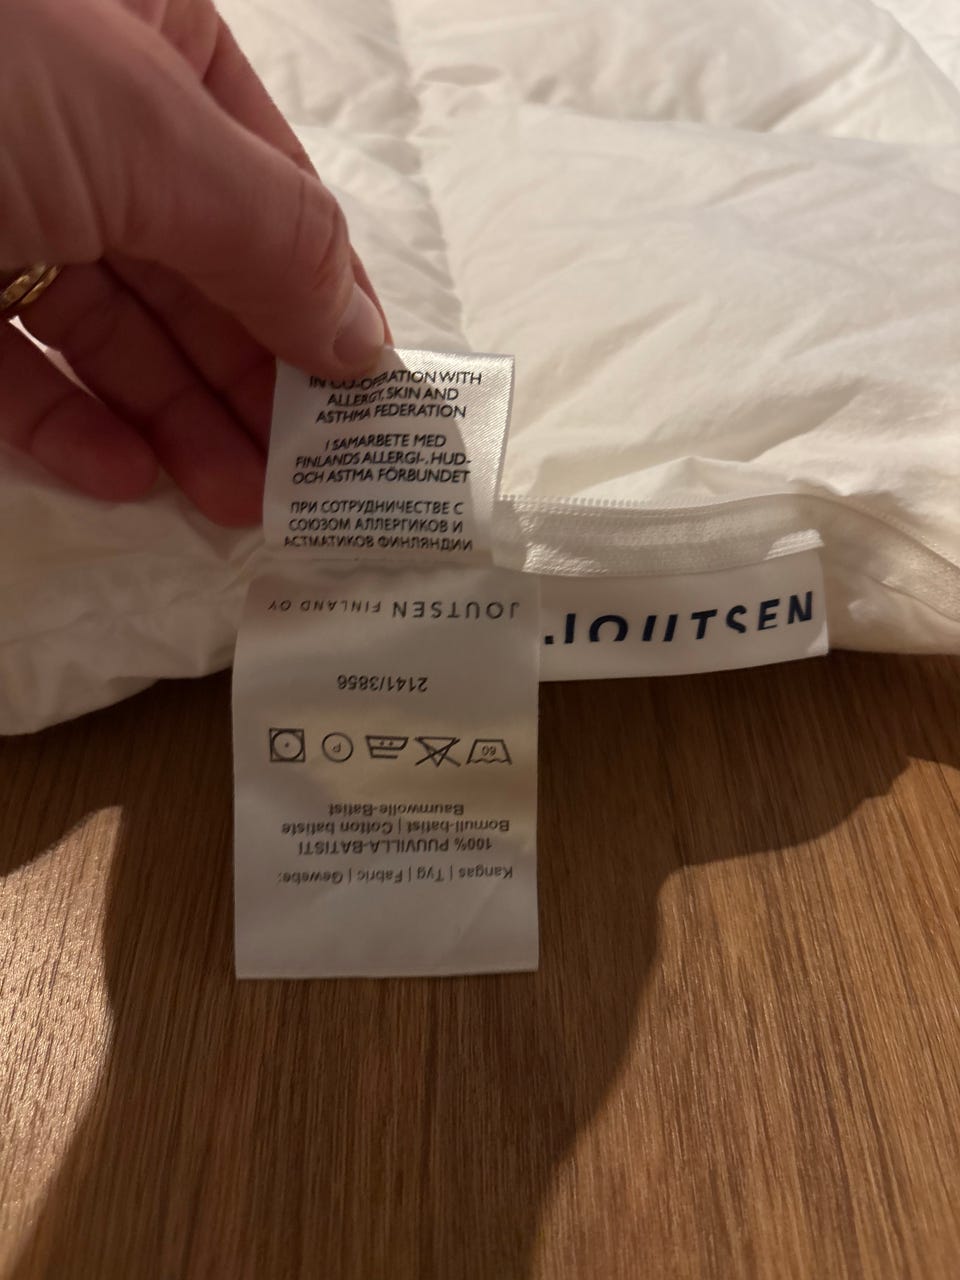 IN CO-OPERATION WITH
ALLERGY, SKIN AND
ASTHMA FEDERATION
I SAMARBETE MED
FINLANDS ALLERGI-, HUD-
OCH ASTMA FÖRBUNDET
ПРИ СОТРУДНИЧЕСТВЕ С
СОЮЗОМ АЛЛЕРГИКОВ И
АСТМАТИКОВ ФИНЛЯНДИИ
JOUTSEN
Kangas | Tyg | Fabric | Gewebe:
100% PUUVILLA-BATISTI
Bomull-batist | Cotton batiste
Baumwolle-Batist
60 P
2141/3856
JOUTSEN FINLAND OY